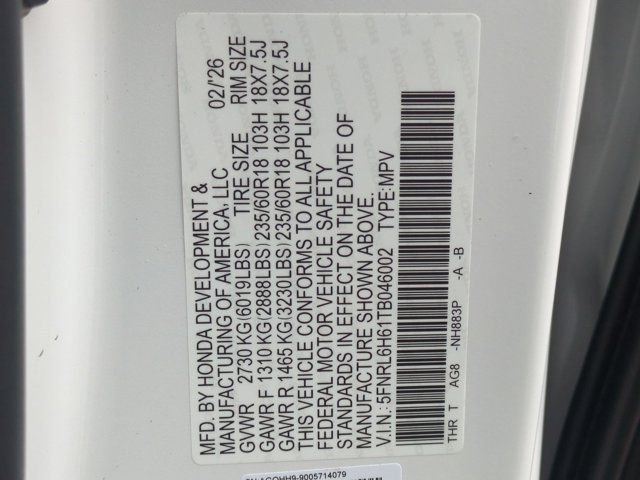 MFD. BY HONDA DEVELOPMENT &
MANUFACTURING OF AMERICA, LLC 02/'26
GVWR 2730 KG(6019LBS) TIRE SIZE RIM SIZE
GAWR F 1310 KG(2888LBS) 235/60R18 103H 18X7.5J
GAWR R 1465 KG(3230LBS) 235/60R18 103H 18X7.5J
THIS VEHICLE CONFORMS TO ALL APPLICABLE
FEDERAL MOTOR VEHICLE SAFETY
STANDARDS IN EFFECT ON THE DATE OF
MANUFACTURE SHOWN ABOVE.
V.I.N.: 5FNRL6H61TB046002 TYPE:MPV
THR T AG8 -NH883P -A -B
HONDA
9005714079